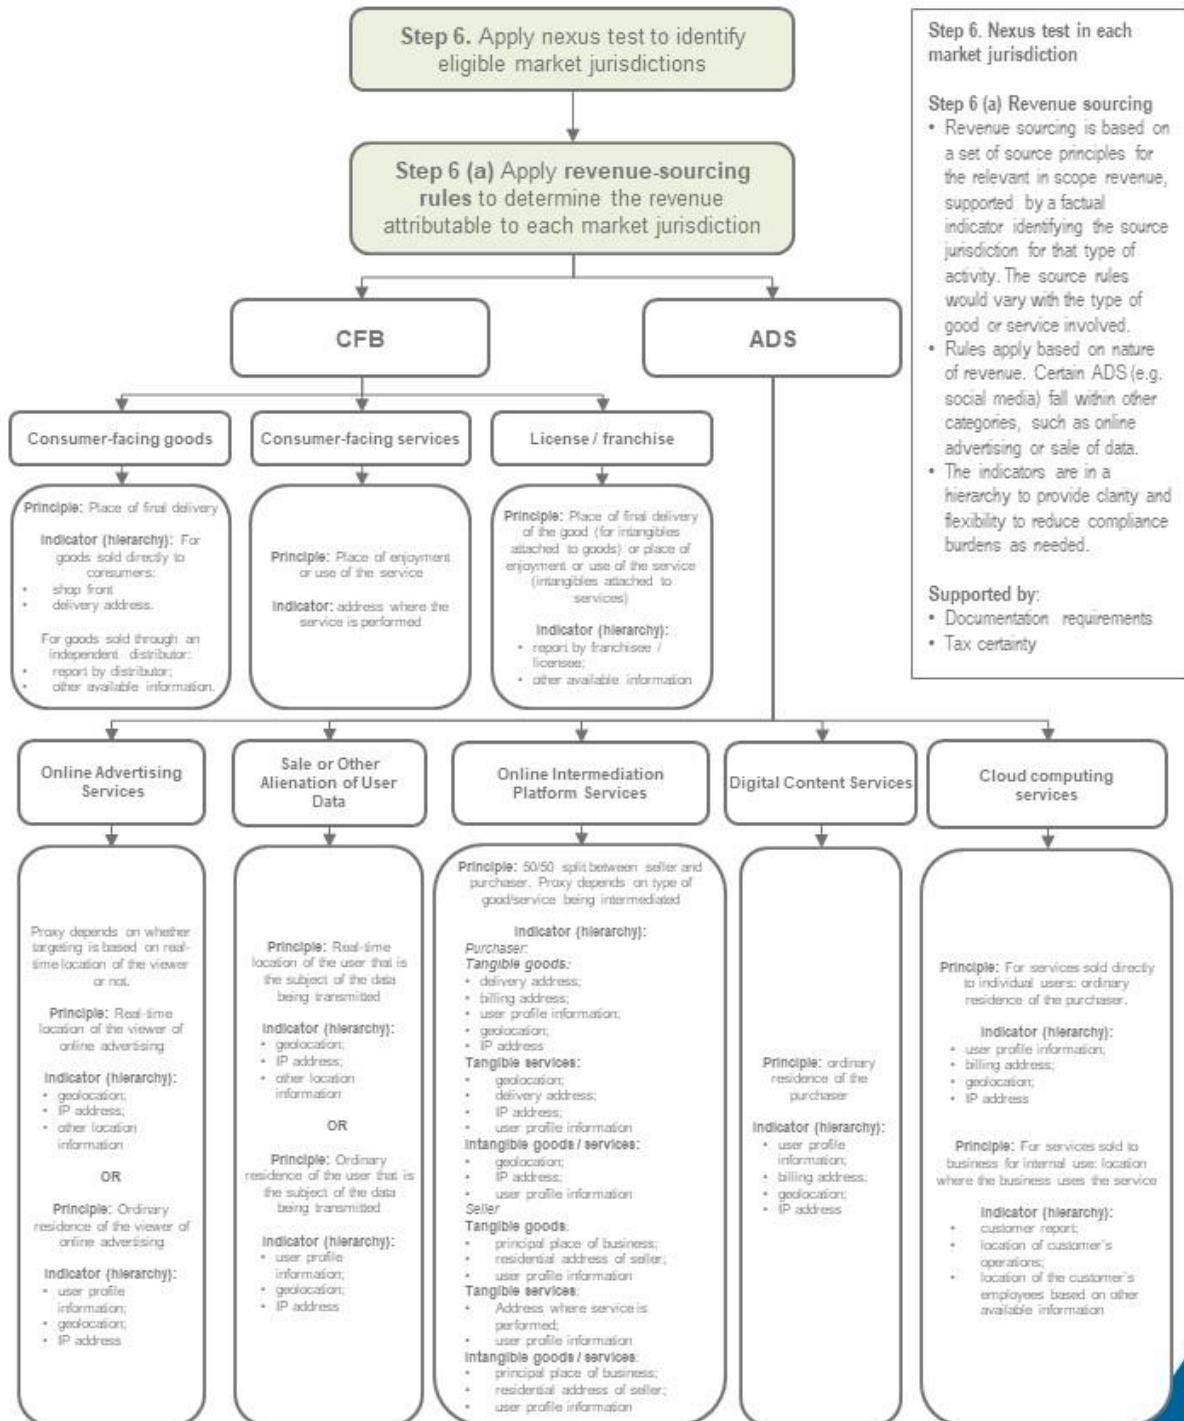 Step 6. Apply nexus test to identify
eligible market jurisdictions
Step 6 (a) Apply revenue-sourcing
rules to determine the revenue
attributable to each market jurisdiction
CFB
ADS
Consumer-facing goods
Consumer-facing services
License / franchise
Principle: Place of final delivery
Indicator (hierarchy): For
goods sold directly to
consumers:
• shop front
• delivery address.
For goods sold through an
independent distributor:
• report by distributor;
• other available information.
Principle: Place of enjoyment
or use of the service
Indicator: address where the
service is performed
Principle: Place of final delivery
of the good (for intangibles
attached to goods) or place of
enjoyment or use of the service
(intangibles attached to
services)
Indicator (hierarchy):
• report by franchisee /
licensee;
• other available information
Step 6. Nexus test in each
market jurisdiction
Step 6 (a) Revenue sourcing
• Revenue sourcing is based on
a set of source principles for
the relevant in scope revenue,
supported by a factual
indicator identifying the source
jurisdiction for that type of
activity. The source rules
would vary with the type of
good or service involved.
• Rules apply based on nature
of revenue. Certain ADS (e.g.
social media) fall within other
categories, such as online
advertising or sale of data.
• The indicators are in a
hierarchy to provide clarity and
flexibility to reduce compliance
burdens as needed.
Supported by:
• Documentation requirements
• Tax certainty
Online Advertising
Services
Sale or Other
Alienation of User
Data
Online Intermediation
Platform Services
Digital Content Services
Cloud computing
services
Proxy depends on whether
targeting is based on real-
time location of the viewer
or not.
Principle: Real-time
location of the viewer of
online advertising
Indicator (hierarchy):
• geolocation;
• IP address;
• other location
information
OR
Principle: Ordinary
residence of the viewer of
online advertising
Indicator (hierarchy):
• user profile
information;
• geolocation;
• IP address
Principle: Real-time
location of the user that is
the subject of the data
being transmitted
Indicator (hierarchy):
• geolocation;
• IP address;
• other location
information
OR
Principle: Ordinary
residence of the user that is
the subject of the data
being transmitted
Indicator (hierarchy):
• user profile
information;
• geolocation;
• IP address
Principle: 50/50 split between seller and
purchaser. Proxy depends on type of
good/service being intermediated
Indicator (hierarchy):
Purchaser:
Tangible goods:
• delivery address;
• billing address;
• user profile information;
• geolocation;
• IP address
Tangible services:
• geolocation;
• delivery address;
• IP address;
• user profile information
Intangible goods / services:
• geolocation;
• IP address;
• user profile information
Seller
Tangible goods:
• principal place of business;
• residential address of seller;
• user profile information
Tangible services:
• Address where service is
performed;
• user profile information
Intangible goods / services:
• principal place of business;
• residential address of seller;
• user profile information
Principle: ordinary
residence of the
purchaser
Indicator (hierarchy):
• user profile
information;
• billing address;
• geolocation;
• IP address
Principle: For services sold directly
to individual users: ordinary
residence of the purchaser.
Indicator (hierarchy):
• user profile information;
• billing address;
• geolocation;
• IP address
Principle: For services sold to
business for internal use: location
where the business uses the service
Indicator (hierarchy):
• customer report;
• location of customer's
operations;
• location of the customer's
employees based on other
available information